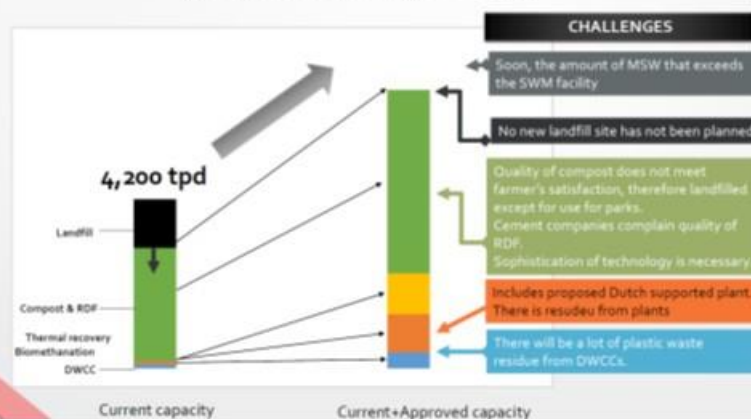 CHALLENGES
Soon, the amount of MSW that exceeds
the SWM facility
No new landfill site has not been planned
Quality of compost does not meet
farmer's satisfaction, therefore landfilled
except for use for parks.
Cement companies complain quality of
RDF.
Sophistication of technology is necessary
Includes proposed Dutch supported plant
There is resudeu from plants
There will be a lot of plastic waste
residue from DWCCs.
4,200 tpd
Landfill
Compost & RDF
Thermal recovery
Biomethanation
DWCC
Current capacity
Current+Approved capacity